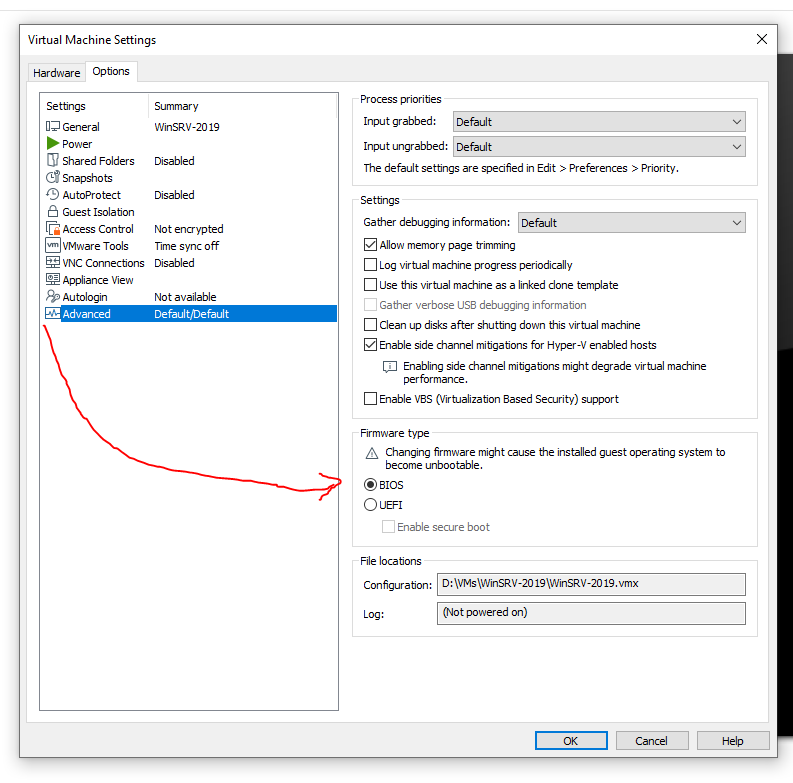 Virtual Machine Settings
Hardware Options
Settings Summary
General WinSRV-2019
Power
Shared Folders Disabled
Snapshots
AutoProtect Disabled
Guest Isolation
Access Control Not encrypted
vm VMware Tools Time sync off
VNC Connections Disabled
Appliance View
Autologin Not available
Advanced Default/Default
Process priorities
Input grabbed: Default
Input ungrabbed: Default
The default settings are specified in Edit > Preferences > Priority.
Settings
Gather debugging information: Default
Allow memory page trimming
Log virtual machine progress periodically
Use this virtual machine as a linked clone template
Gather verbose USB debugging information
Clean up disks after shutting down this virtual machine
Enable side channel mitigations for Hyper-V enabled hosts
Enabling side channel mitigations might degrade virtual machine
performance.
Enable VBS (Virtualization Based Security) support
Firmware type
Changing firmware might cause the installed guest operating system to
become unbootable.
BIOS
UEFI
Enable secure boot
File locations
Configuration: D:\VMs\WinSRV-2019\WinSRV-2019.vmx
Log: (Not powered on)
OK Cancel Help